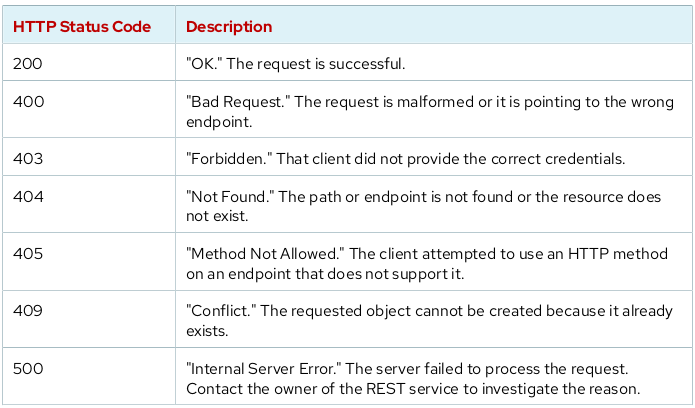 HTTP Status Code Description
200 "OK." The request is successful.
400 "Bad Request." The request is malformed or it is pointing to the wrong
endpoint.
403 "Forbidden." That client did not provide the correct credentials.
404 "Not Found." The path or endpoint is not found or the resource does
not exist.
405 "Method Not Allowed." The client attempted to use an HTTP method
on an endpoint that does not support it.
409 "Conflict." The requested object cannot be created because it already
exists.
500 "Internal Server Error." The server failed to process the request.
Contact the owner of the REST service to investigate the reason.